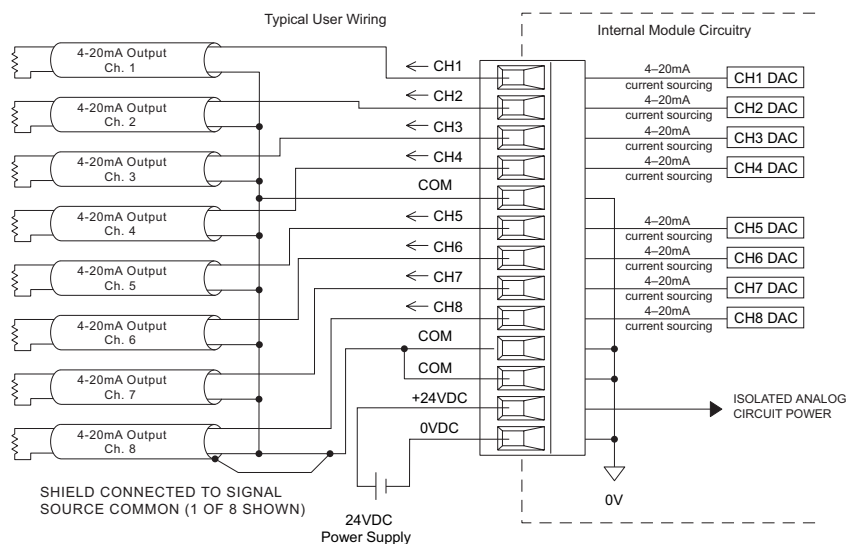 Typical User Wiring
Internal Module Circuitry
4-20mA Output
Ch. 1
4-20mA Output
Ch. 2
4-20mA Output
Ch. 3
4-20mA Output
Ch. 4
4-20mA Output
Ch. 5
4-20mA Output
Ch. 6
4-20mA Output
Ch. 7
4-20mA Output
Ch. 8
CH1
CH2
CH3
CH4
COM
CH5
CH6
CH7
CH8
COM
COM
+24VDC
0VDC
4–20mA
current sourcing
CH1 DAC
4–20mA
current sourcing
CH2 DAC
4–20mA
current sourcing
CH3 DAC
4–20mA
current sourcing
CH4 DAC
4–20mA
current sourcing
CH5 DAC
4–20mA
current sourcing
CH6 DAC
4–20mA
current sourcing
CH7 DAC
4–20mA
current sourcing
CH8 DAC
ISOLATED ANALOG
CIRCUIT POWER
0V
SHIELD CONNECTED TO SIGNAL
SOURCE COMMON (1 OF 8 SHOWN)
24VDC
Power Supply